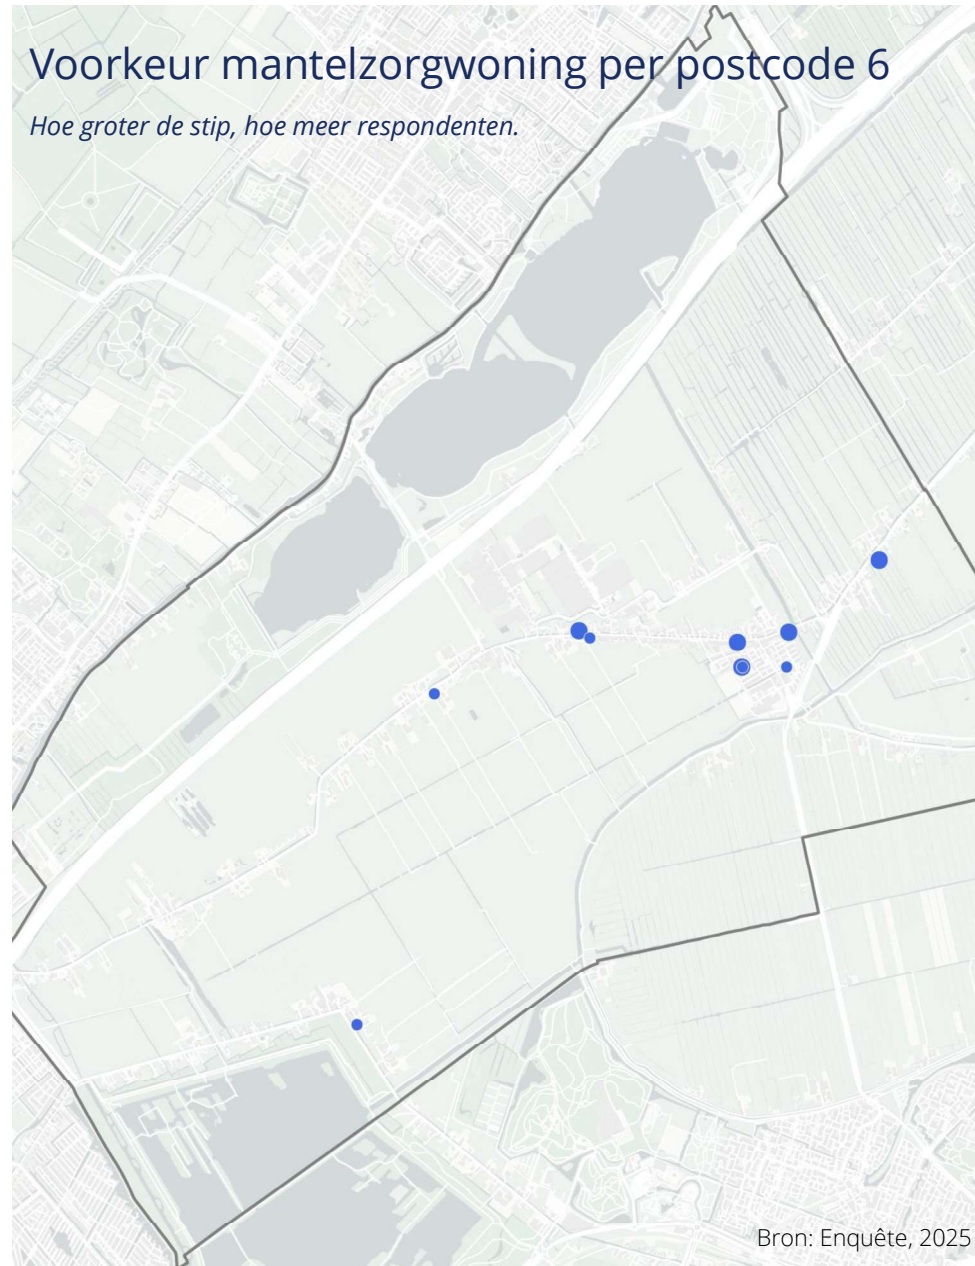 Voorkeur mantelzorgwoning per postcode 6
Hoe groter de stip, hoe meer respondenten.
Bron: Enquête, 2025